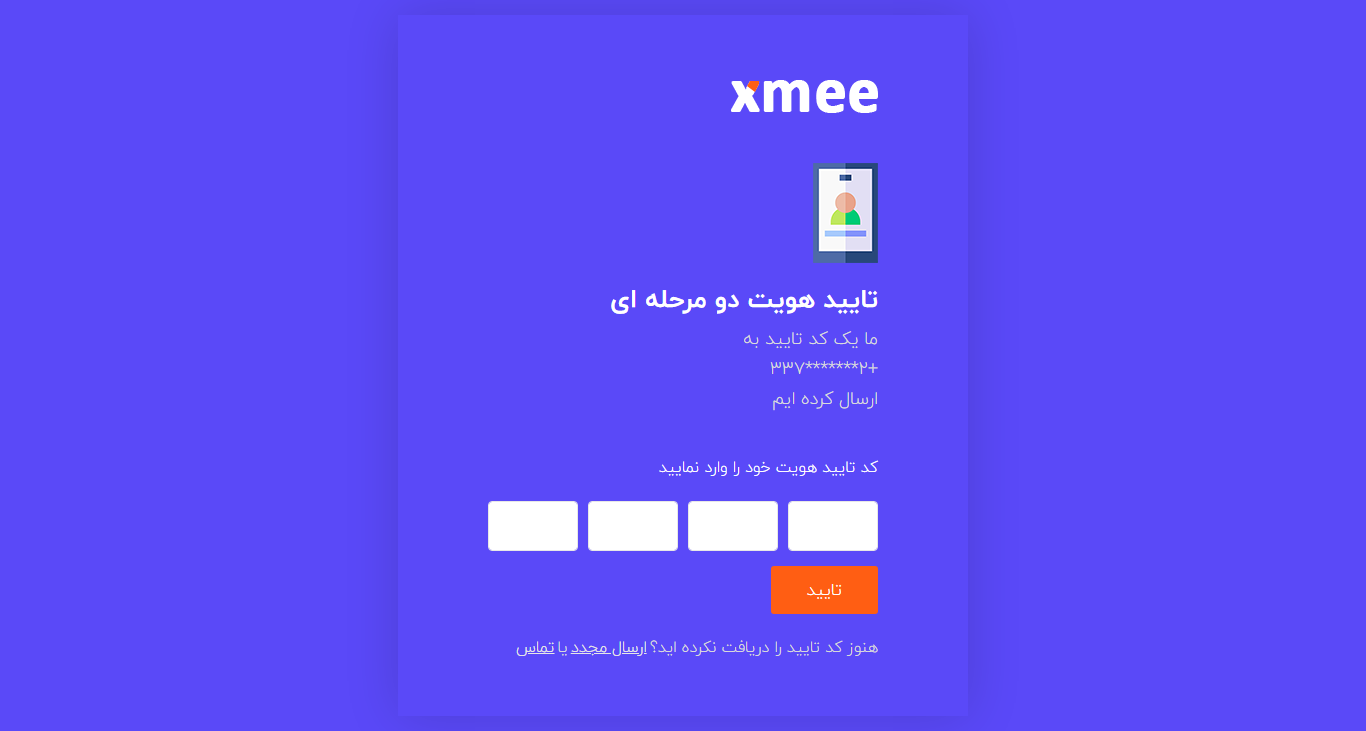 xmee
تایید هویت دو مرحله ای
ما یک کد تایید به
+۲*******۳۳۷
ارسال کرده ایم
کد تایید هویت خود را وارد نمایید
تایید
هنوز کد تایید را دریافت نکرده اید؟ ارسال مجدد یا تماس